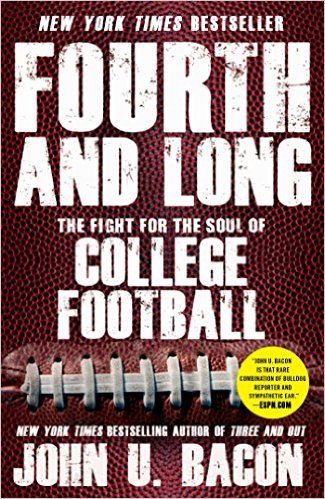 NEW YORK TIMES BESTSELLER
FOURTH
AND LONG
THE FIGHT FOR THE SOUL OF
COLLEGE
FOOTBALL
"JOHN U. BACON
IS THAT RARE
COMBINATION OF BULLDOG
REPORTER AND
SYMPATHETIC EAR."
—ESPN.COM
NEW YORK TIMES BESTSELLING AUTHOR OF THREE AND OUT
JOHN U. BACON